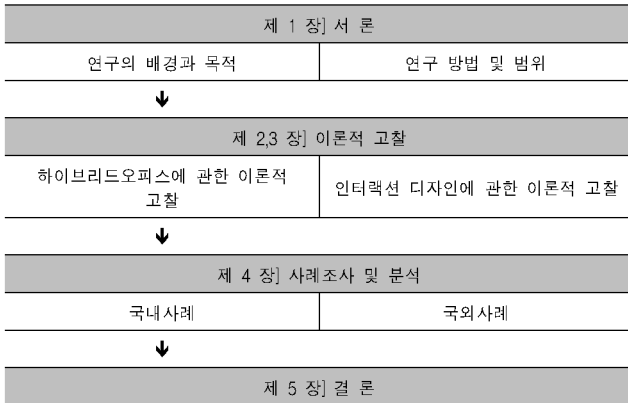 제 1 장] 서 론
연구의 배경과 목적
연구 방법 및 범위
제 2,3 장] 이론적 고찰
하이브리드오피스에 관한 이론적
고찰
인터랙션 디자인에 관한 이론적 고찰
제 4 장] 사례조사 및 분석
국내사례
국외사례
제 5 장] 결 론